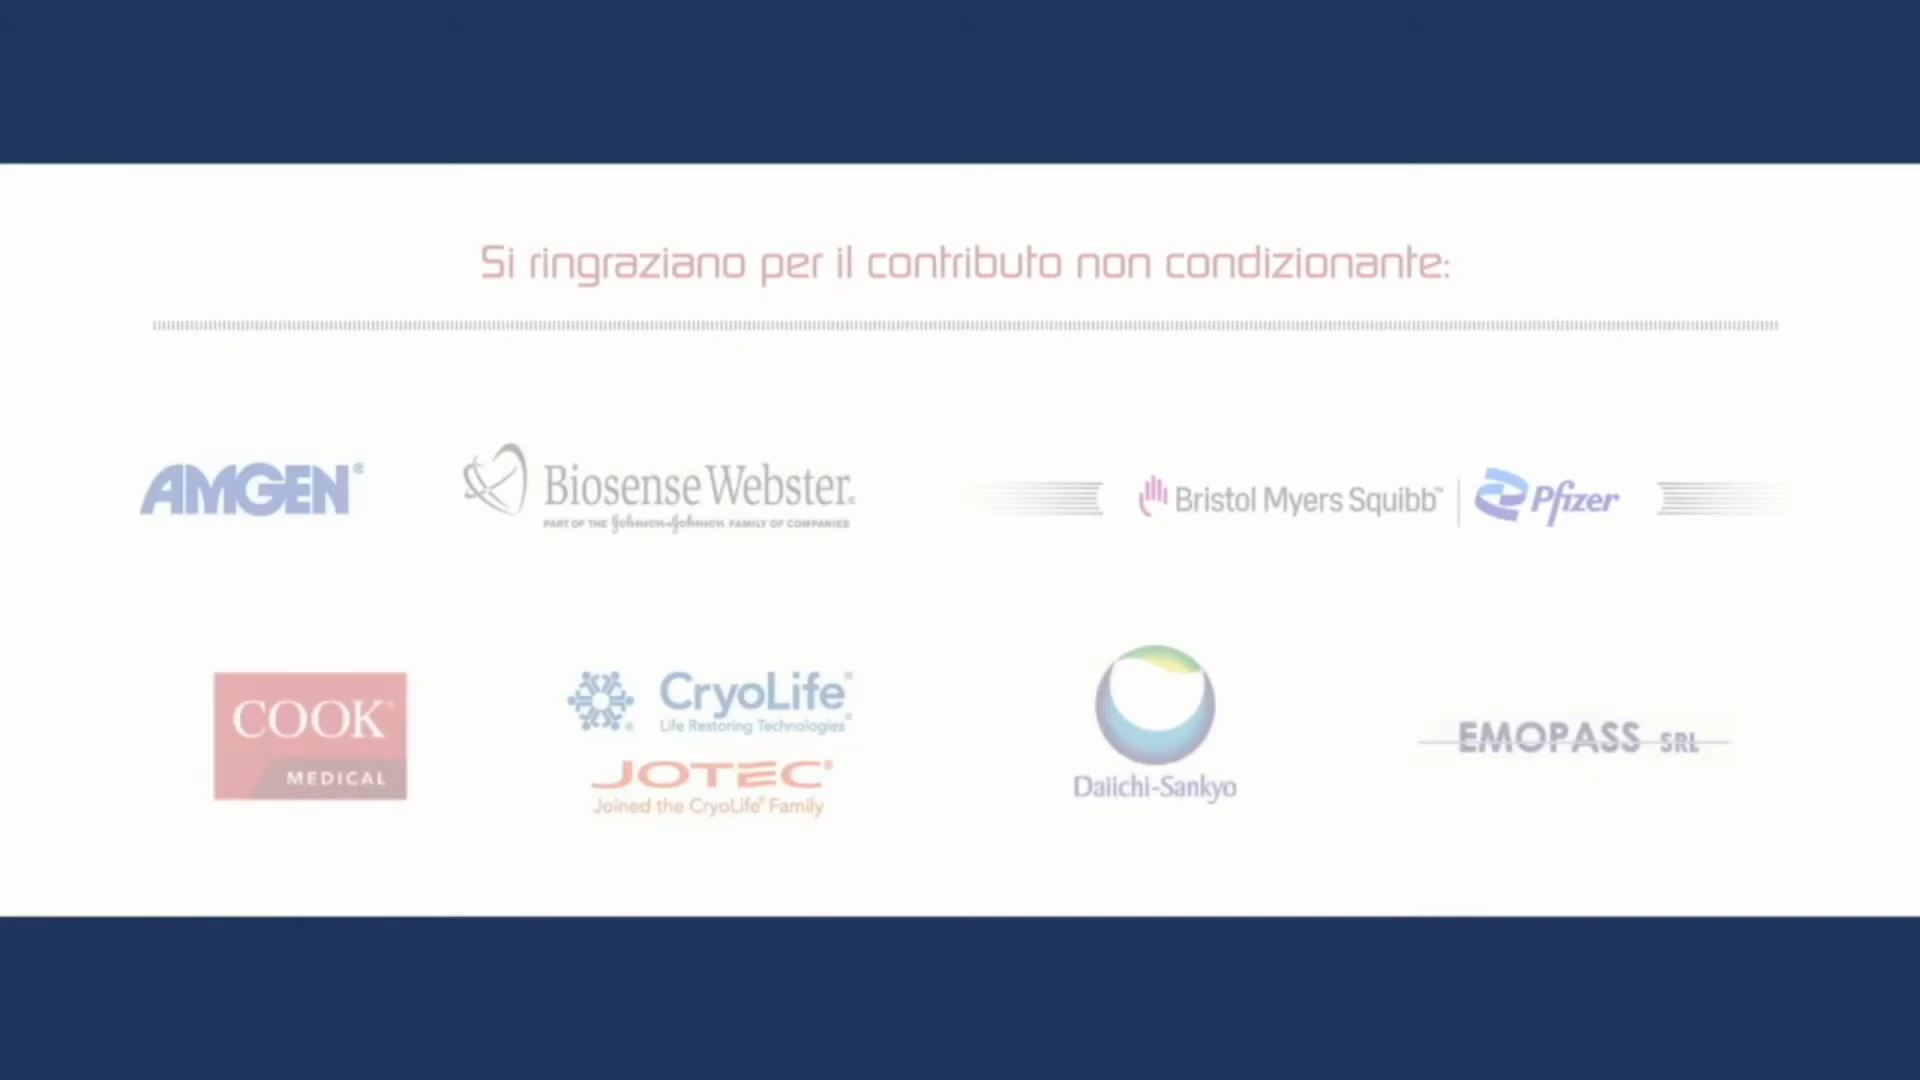 Si ringraziano per il contributo non condizionante:
AMGEN®
Biosense Webster®
PART OF THE Johnson & Johnson FAMILY OF COMPANIES
Bristol Myers Squibb™ | Pfizer
COOK®
MEDICAL
CryoLife®
Life Restoring Technologies®
JOTEC®
Joined the CryoLife® Family
Daiichi-Sankyo
EMOPASS SRL